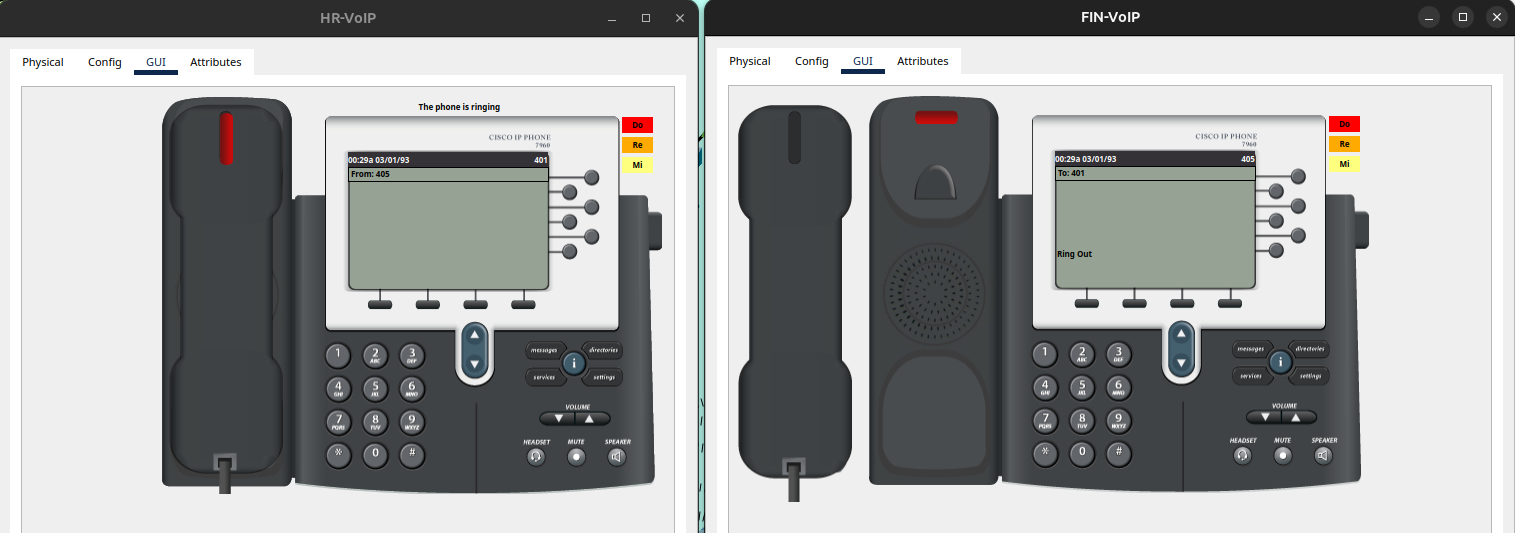 HR-VoIP
Physical Config GUI Attributes
The phone is ringing
Do
Re
Mi
CISCO IP PHONE
7960
00:29a 03/01/93 401
From: 405
1 2 ABC 3 DEF
4 GHI 5 JKL 6 MNO
7 PQRS 8 TUV 9 WXYZ
* 0 #
messages directories
i
services settings
VOLUME
HEADSET MUTE SPEAKER
FIN-VoIP
Physical Config GUI Attributes
Do
Re
Mi
CISCO IP PHONE
7960
00:29a 03/01/93 405
To: 401
Ring Out
1 2 ABC 3 DEF
4 GHI 5 JKL 6 MNO
7 PQRS 8 TUV 9 WXYZ
* 0 #
messages directories
i
services settings
VOLUME
HEADSET MUTE SPEAKER